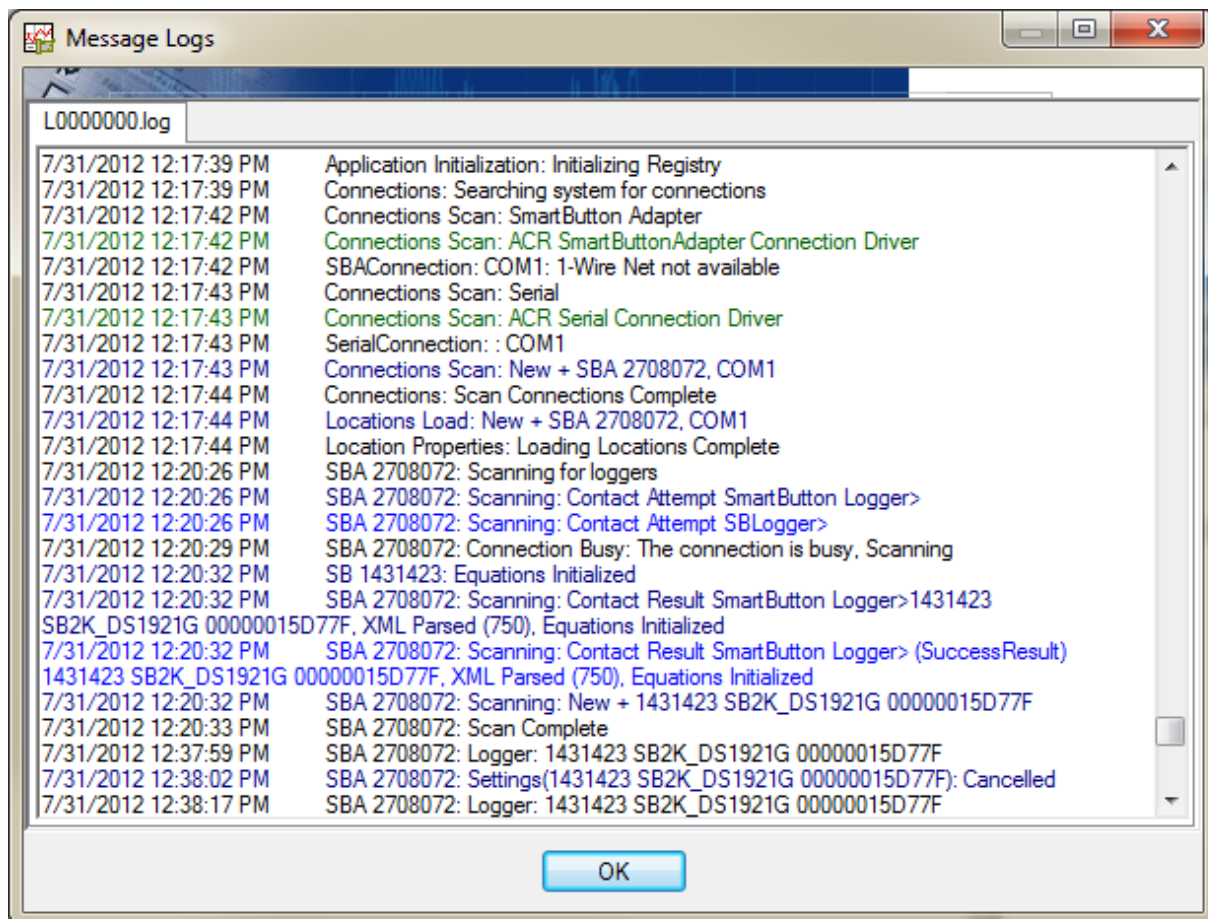 Message Logs
L0000000.log
7/31/2012 12:17:39 PM Application Initialization: Initializing Registry
7/31/2012 12:17:39 PM Connections: Searching system for connections
7/31/2012 12:17:42 PM Connections Scan: SmartButton Adapter
7/31/2012 12:17:42 PM Connections Scan: ACR SmartButtonAdapter Connection Driver
7/31/2012 12:17:42 PM SBAConnection: COM1: 1-Wire Net not available
7/31/2012 12:17:43 PM Connections Scan: Serial
7/31/2012 12:17:43 PM Connections Scan: ACR Serial Connection Driver
7/31/2012 12:17:43 PM SerialConnection: : COM1
7/31/2012 12:17:43 PM Connections Scan: New + SBA 2708072, COM1
7/31/2012 12:17:44 PM Connections: Scan Connections Complete
7/31/2012 12:17:44 PM Locations Load: New + SBA 2708072, COM1
7/31/2012 12:17:44 PM Location Properties: Loading Locations Complete
7/31/2012 12:20:26 PM SBA 2708072: Scanning for loggers
7/31/2012 12:20:26 PM SBA 2708072: Scanning: Contact Attempt SmartButton Logger>
7/31/2012 12:20:26 PM SBA 2708072: Scanning: Contact Attempt SBLogger>
7/31/2012 12:20:29 PM SBA 2708072: Connection Busy: The connection is busy, Scanning
7/31/2012 12:20:32 PM SB 1431423: Equations Initialized
7/31/2012 12:20:32 PM SBA 2708072: Scanning: Contact Result SmartButton Logger>1431423
SB2K_DS1921G 00000015D77F, XML Parsed (750), Equations Initialized
7/31/2012 12:20:32 PM SBA 2708072: Scanning: Contact Result SmartButton Logger> (SuccessResult)
1431423 SB2K_DS1921G 00000015D77F, XML Parsed (750), Equations Initialized
7/31/2012 12:20:32 PM SBA 2708072: Scanning: New + 1431423 SB2K_DS1921G 00000015D77F
7/31/2012 12:20:33 PM SBA 2708072: Scan Complete
7/31/2012 12:37:59 PM SBA 2708072: Logger: 1431423 SB2K_DS1921G 00000015D77F
7/31/2012 12:38:02 PM SBA 2708072: Settings(1431423 SB2K_DS1921G 00000015D77F): Cancelled
7/31/2012 12:38:17 PM SBA 2708072: Logger: 1431423 SB2K_DS1921G 00000015D77F
OK